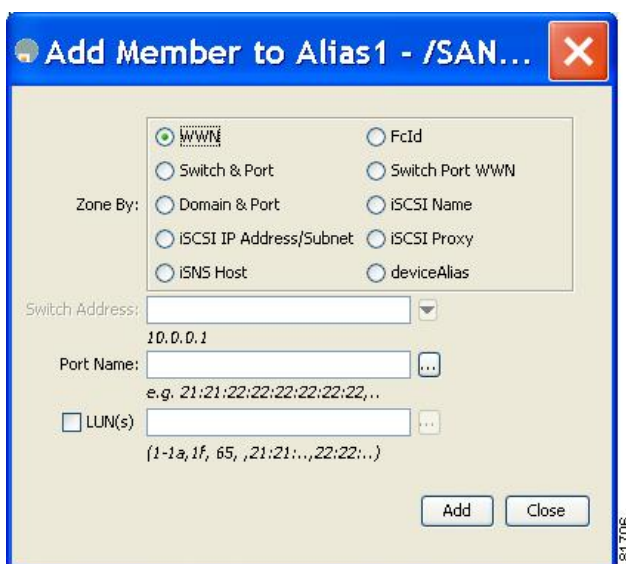 Add Member to Alias1 - /SAN...
Zone By:
WWN
FcId
Switch & Port
Switch Port WWN
Domain & Port
iSCSI Name
iSCSI IP Address/Subnet
iSCSI Proxy
iSNS Host
deviceAlias
Switch Address:
10.0.0.1
Port Name:
...
e.g. 21:21:22:22:22:22:22:22,..
LUN(s)
...
(1-1a,1f, 65, ,21:21:..,22:22:..)
Add
Close
81706